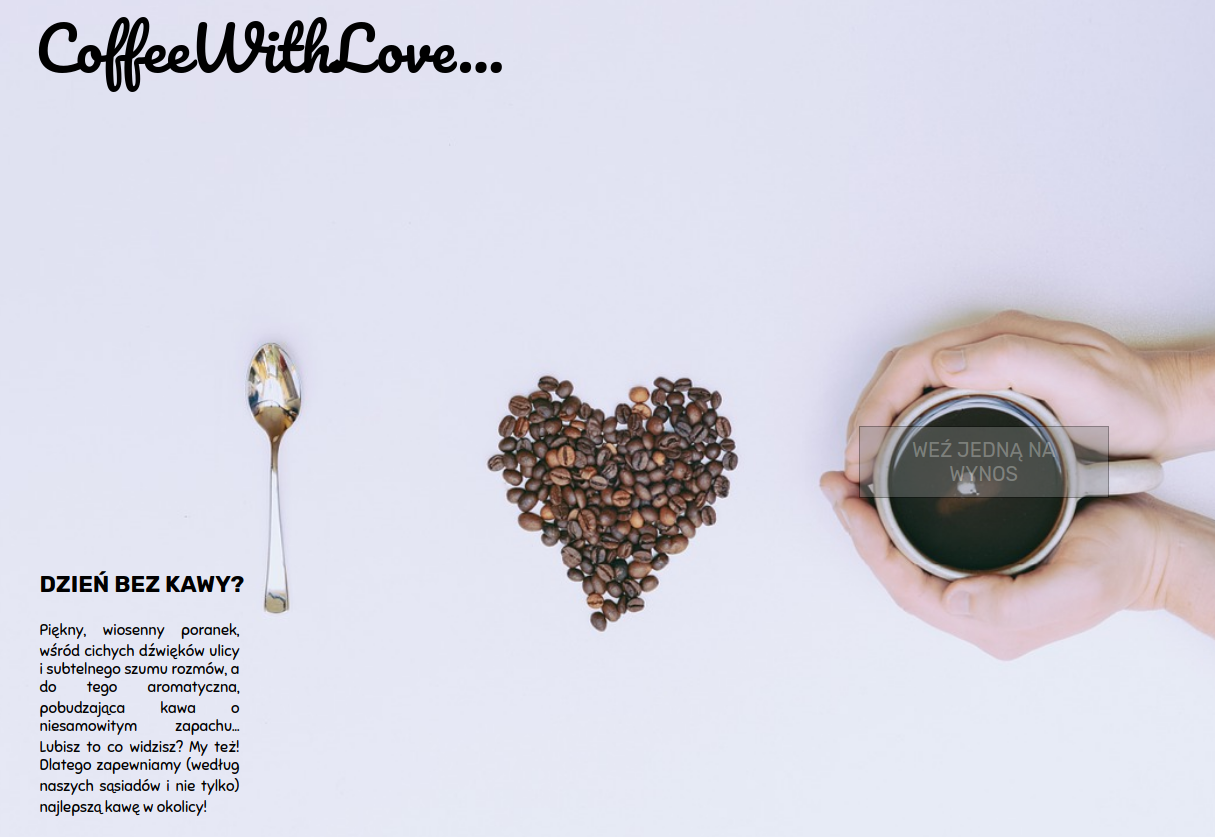 CoffeeWithLove...
WEŹ JEDNĄ NA
WYNOS
DZIEŃ BEZ KAWY?
Piękny, wiosenny poranek,
wśród cichych dźwięków ulicy
i subtelnego szumu rozmów, a
do tego aromatyczna,
pobudzająca kawa o
niesamowitym zapachu...
Lubisz to co widzisz? My też!
Dlatego zapewniamy (według
naszych sąsiadów i nie tylko)
najlepszą kawę w okolicy!